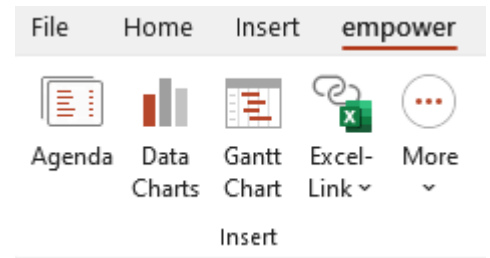 File Home Insert empower
Agenda Data Gantt Excel- More
Charts Chart Link
Insert